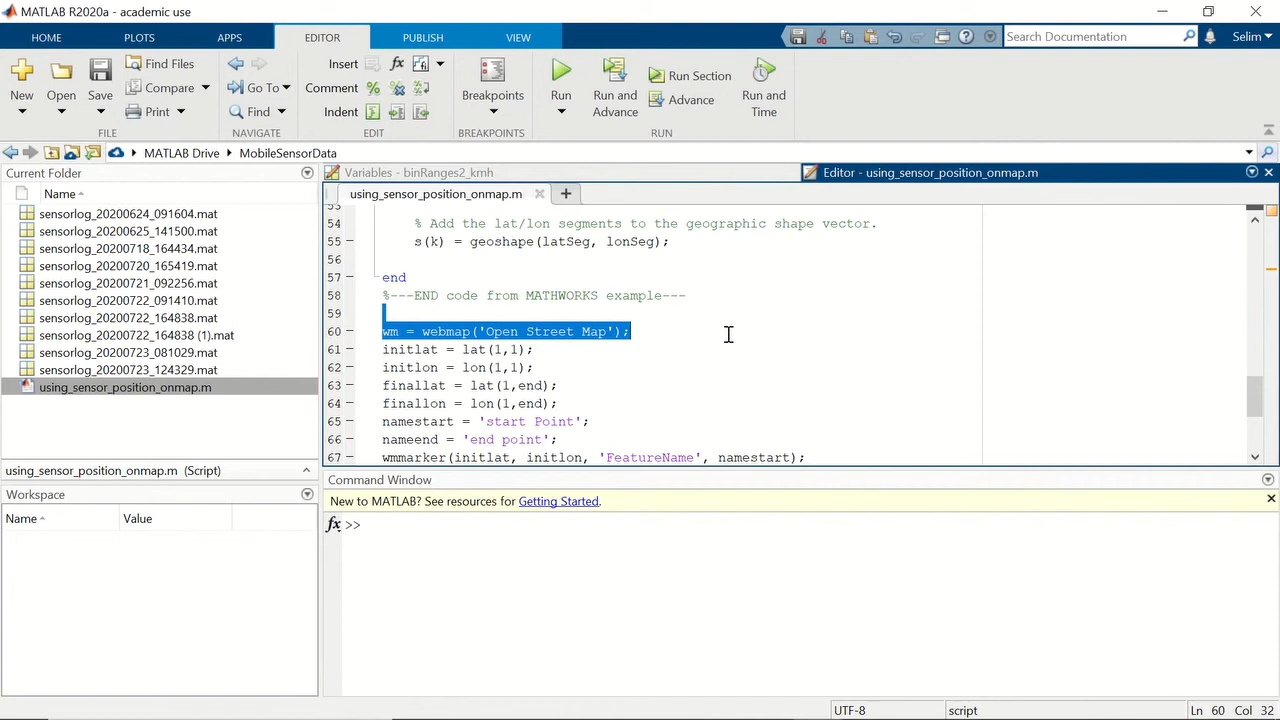 MATLAB R2020a - academic use
HOME PLOTS APPS EDITOR PUBLISH VIEW Search Documentation Selim
New Open Save Find Files Compare Print Go To Find Insert Comment Indent Breakpoints Run Run and Advance Run Section Advance Run and Time
FILE NAVIGATE EDIT BREAKPOINTS RUN
MATLAB Drive MobileSensorData
Current Folder
Name
sensorlog_20200624_091604.mat
sensorlog_20200625_141500.mat
sensorlog_20200718_164434.mat
sensorlog_20200720_165419.mat
sensorlog_20200721_092256.mat
sensorlog_20200722_091410.mat
sensorlog_20200722_164838.mat
sensorlog_20200722_164838 (1).mat
sensorlog_20200723_081029.mat
sensorlog_20200723_124329.mat
using_sensor_position_onmap.m
using_sensor_position_onmap.m (Script)
Workspace
Name Value
Variables - binRanges2_kmh
Editor - using_sensor_position_onmap.m
using_sensor_position_onmap.m
53
54 % Add the lat/lon segments to the geographic shape vector.
55 s(k) = geoshape(latSeg, lonSeg);
56
57 end
58 %---END code from MATHWORKS example---
59
60 wm = webmap('Open Street Map');
61 initlat = lat(1,1);
62 initlon = lon(1,1);
63 finallat = lat(1,end);
64 finallon = lon(1,end);
65 namestart = 'start Point';
66 nameend = 'end point';
67 wmmarker(initlat, initlon, 'FeatureName', namestart);
Command Window
New to MATLAB? See resources for Getting Started.
fx >>
UTF-8 script Ln 60 Col 32